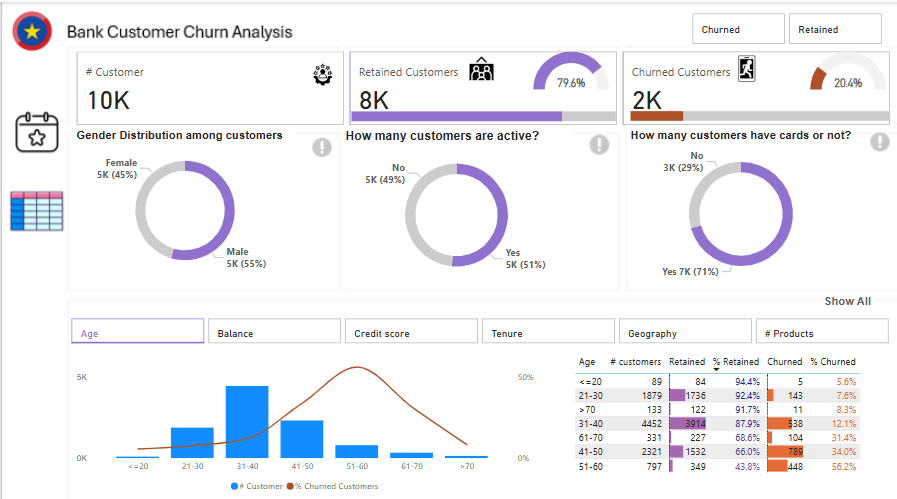 Bank Customer Churn Analysis
Churned
Retained
# Customer
10K
Retained Customers
8K
79.6%
Churned Customers
2K
20.4%
Gender Distribution among customers
Female
5K (45%)
Male
5K (55%)
How many customers are active?
No
5K (49%)
Yes
5K (51%)
How many customers have cards or not?
No
3K (29%)
Yes 7K (71%)
Show All
Age
Balance
Credit score
Tenure
Geography
# Products
5K
0K
50%
0%
<=20 21-30 31-40 41-50 51-60 61-70 >70
# Customer % Churned Customers
Age # customers Retained % Retained Churned % Churned
<=20 89 84 94.4% 5 5.6%
21-30 1879 1736 92.4% 143 7.6%
>70 133 122 91.7% 11 8.3%
31-40 4452 3914 87.9% 538 12.1%
61-70 331 227 68.6% 104 31.4%
41-50 2321 1532 66.0% 789 34.0%
51-60 797 349 43.8% 448 56.2%